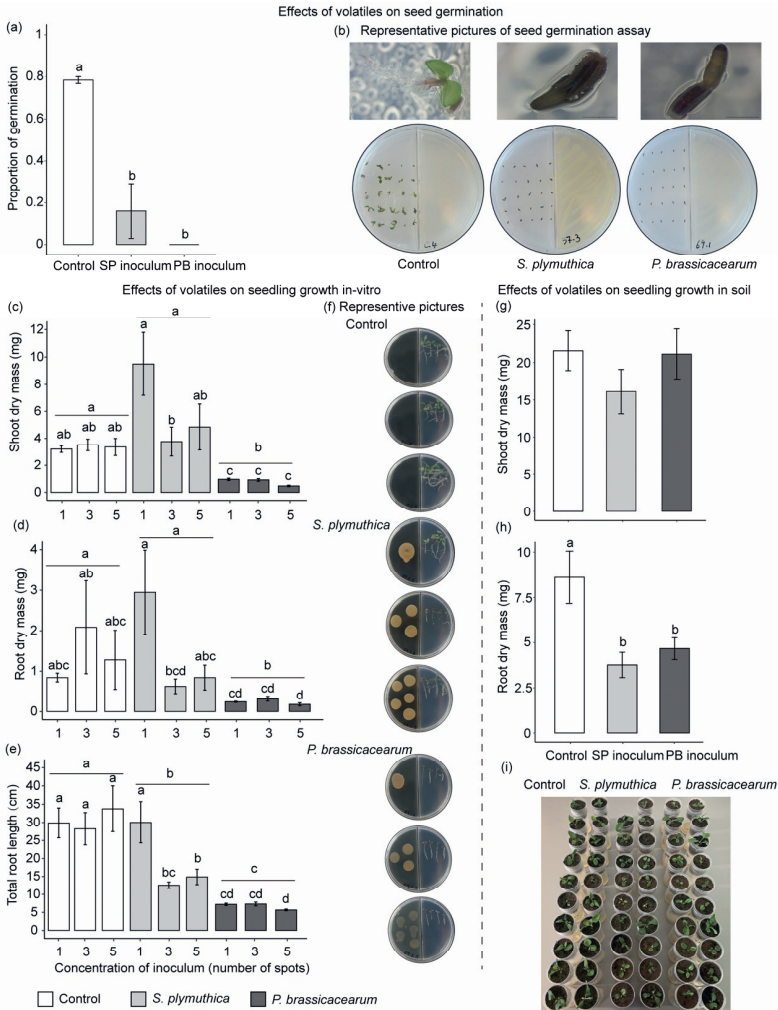 Effects of volatiles on seed germination
(a)
(b) Representative pictures of seed germination assay
Prcportion of germination
1
0.8
0.6
0.4
0.2
0
a
b
b
Control SP inoculum PB inoculum
C.4
37.3
69.1
Control
S. plymuthica
P. brassicacearum
Effects of volatiles on seedling growth in-vitro
Effects of volatiles on seedling growth in soil
(c)
Shoot dry mass (mg)
12
10
8
6
4
2
0
a
ab ab ab
a
a
b
ab
b
c c c
1 3 5 1 3 5 1 3 5
(d)
Root dry mass (mg)
4
3
2
1
0
a
abc
ab
abc
a
a
bcd
abc
b
cd cd d
1 3 5 1 3 5 1 3 5
(e)
Total root length (cm)
45
40
35
30
25
20
15
10
5
0
a
a a a
b
a
bc
b
c
cd cd d
1 3 5 1 3 5 1 3 5
Concentration of inoculum (number of spots)
Control S. plymuthica P. brassicacearum
(f) Representive pictures
Control
S. plymuthica
P. brassicacearum
(g)
Shoot dry mass (mg)
25
20
15
10
5
0
(h)
Root dry mass (mg)
10
7.5
5
2.5
0
a
b
b
Control SP inoculum PB inoculum
(i)
Control S. plymuthica P. brassicacearum